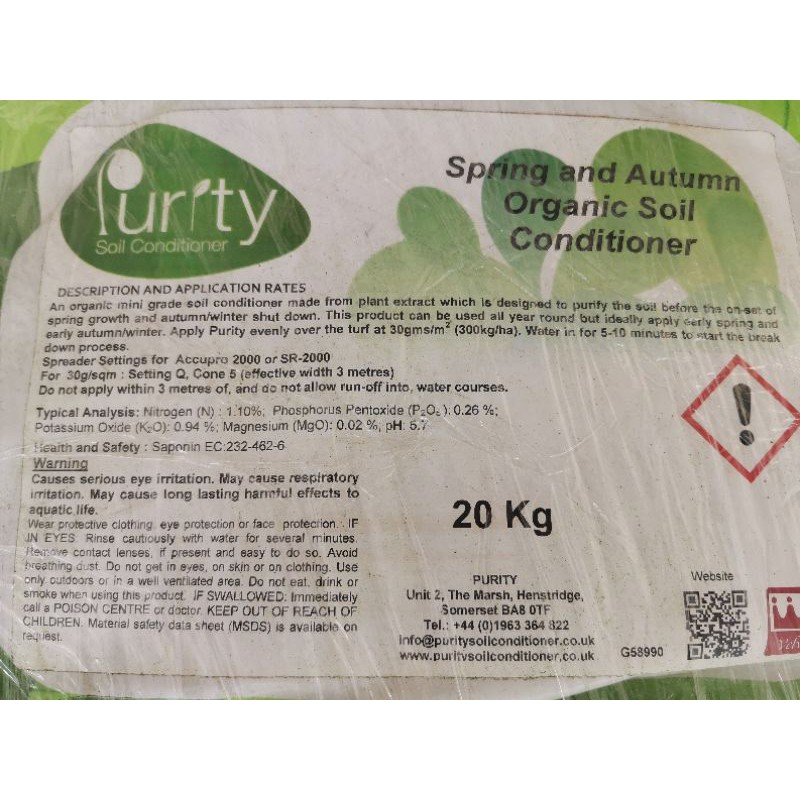 Purity
Soil Conditioner
Spring and Autumn
Organic Soil
Conditioner
DESCRIPTION AND APPLICATION RATES
An organic mini grade soil conditioner made from plant extract which is designed to purify the soil before the on-set of
spring growth and autumn/winter shut down. This product can be used all year round but ideally apply early spring and
early autumn/winter. Apply Purity evenly over the turf at 30gms/m² (300kg/ha). Water in for 5-10 minutes to start the break
down process.
Spreader Settings for Accupro 2000 or SR-2000
For 30g/sqm : Setting Q, Cone 5 (effective width 3 metres)
Do not apply within 3 metres of, and do not allow run-off into, water courses.
Typical Analysis: Nitrogen (N) : 1.10%, Phosphorus Pentoxide (P₂O₅): 0.26 %;
Potassium Oxide (K₂O): 0.94 %; Magnesium (MgO): 0.02 %; pH: 5.7
Health and Safety : Saponin EC:232-462-6
Warning
Causes serious eye irritation. May cause respiratory
irritation. May cause long lasting harmful effects to
aquatic life.
Wear protective clothing, eye protection or face protection. IF
IN EYES. Rinse cautiously with water for several minutes.
Remove contact lenses, if present and easy to do so. Avoid
breathing dust. Do not get in eyes, on skin or on clothing. Use
only outdoors or in a well ventilated area. Do not eat, drink or
smoke when using this product. IF SWALLOWED: Immediately
call a POISON CENTRE or doctor. KEEP OUT OF REACH OF
CHILDREN. Material safety data sheet (MSDS) is available on
request.
20 Kg
PURITY
Unit 2, The Marsh, Henstridge,
Somerset BA8 0TF
Tel.: +44 (0)1963 364 822
info@puritysoilconditioner.co.uk
www.puritysoilconditioner.co.uk
G58990
Website